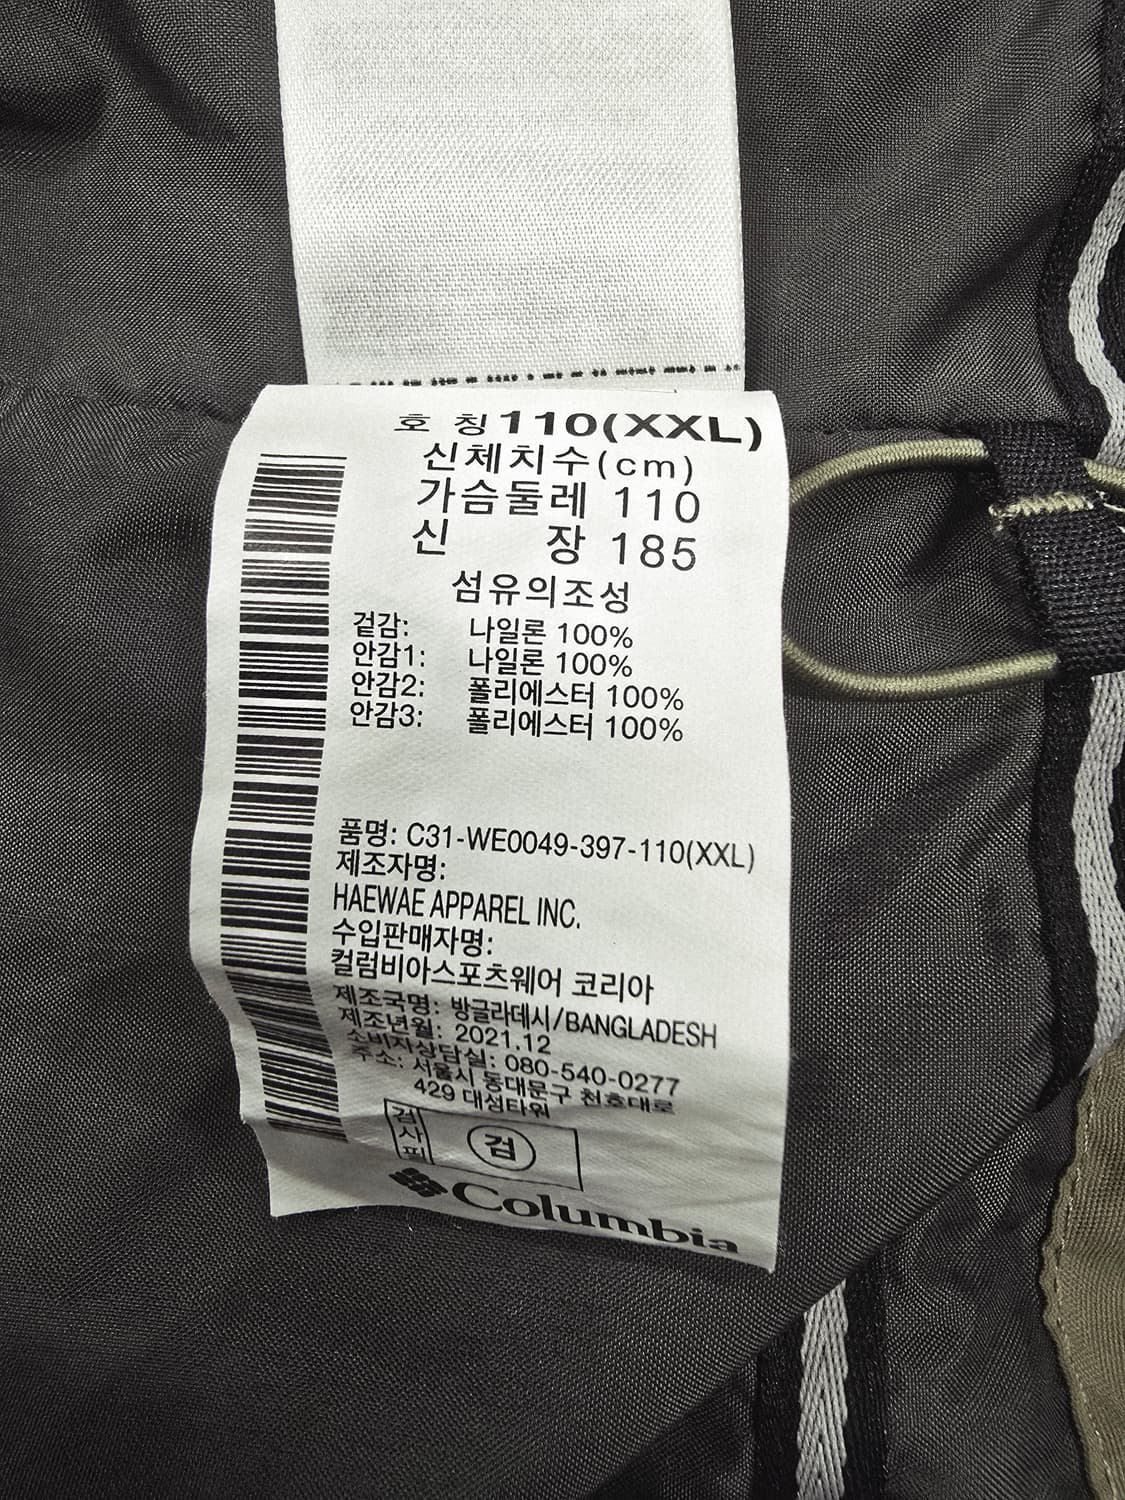 호 칭 110(XXL)
신체치수(cm)
가슴둘레 110
신 장 185
섬유의조성
겉감: 나일론 100%
안감1: 나일론 100%
안감2: 폴리에스터 100%
안감3: 폴리에스터 100%
품명: C31-WE0049-397-110(XXL)
제조자명:
HAEWAE APPAREL INC.
수입판매자명:
컬럼비아스포츠웨어 코리아
제조국명: 방글라데시/BANGLADESH
제조년월: 2021.12
소비자상담실: 080-540-0277
주소: 서울시 동대문구 천호대로
429 대성타워
검사필
검
Columbia